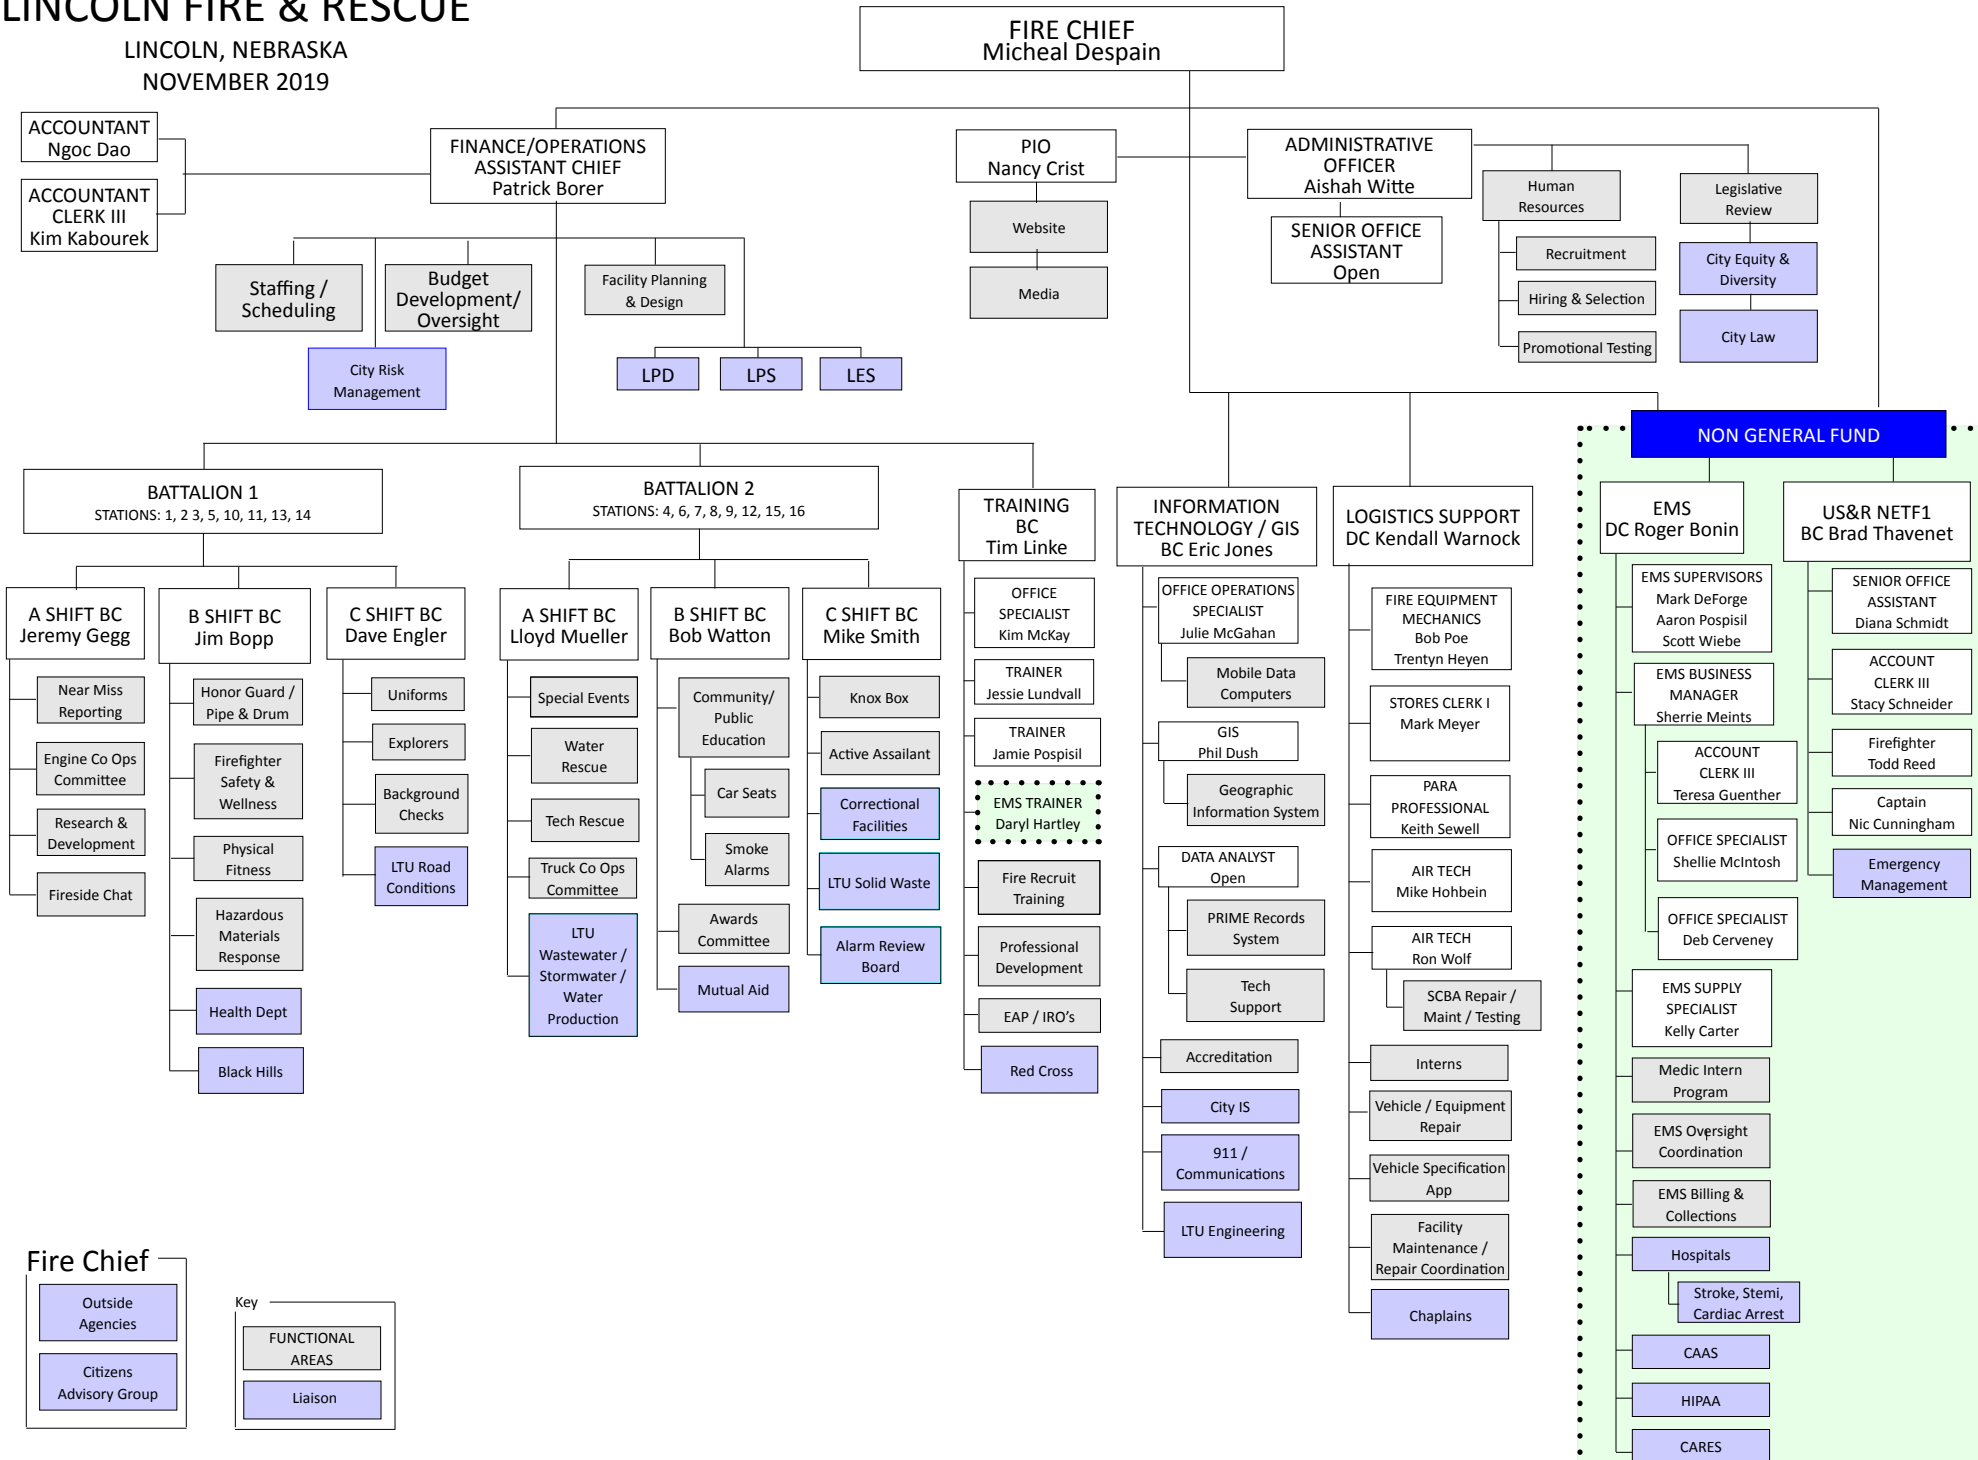 LINCOLN FIRE & RESCUE
LINCOLN, NEBRASKA
NOVEMBER 2019
FIRE CHIEF
Micheal Despain
ACCOUNTANT
Ngoc Dao
ACCOUNTANT
CLERK III
Kim Kabourek
FINANCE/OPERATIONS
ASSISTANT CHIEF
Patrick Borer
PIO
Nancy Crist
Website
Media
ADMINISTRATIVE
OFFICER
Aishah Witte
SENIOR OFFICE
ASSISTANT
Open
Human
Resources
Recruitment
Hiring & Selection
Promotional Testing
Legislative
Review
City Equity &
Diversity
City Law
Staffing /
Scheduling
Budget
Development/
Oversight
Facility Planning
& Design
City Risk
Management
LPD
LPS
LES
NON GENERAL FUND
BATTALION 1
STATIONS: 1, 2 3, 5, 10, 11, 13, 14
A SHIFT BC
Jeremy Gegg
Near Miss
Reporting
Engine Co Ops
Committee
Research &
Development
Fireside Chat
B SHIFT BC
Jim Bopp
Honor Guard /
Pipe & Drum
Firefighter
Safety &
Wellness
Physical
Fitness
Hazardous
Materials
Response
Health Dept
Black Hills
C SHIFT BC
Dave Engler
Uniforms
Explorers
Background
Checks
LTU Road
Conditions
BATTALION 2
STATIONS: 4, 6, 7, 8, 9, 12, 15, 16
A SHIFT BC
Lloyd Mueller
Special Events
Water
Rescue
Tech Rescue
Truck Co Ops
Committee
LTU
Wastewater /
Stormwater /
Water
Production
B SHIFT BC
Bob Watton
Community/
Public
Education
Car Seats
Smoke
Alarms
Awards
Committee
Mutual Aid
C SHIFT BC
Mike Smith
Knox Box
Active Assailant
Correctional
Facilities
LTU Solid Waste
Alarm Review
Board
TRAINING
BC
Tim Linke
OFFICE
SPECIALIST
Kim McKay
TRAINER
Jessie Lundvall
TRAINER
Jamie Pospisil
EMS TRAINER
Daryl Hartley
Fire Recruit
Training
Professional
Development
EAP / IRO's
Red Cross
INFORMATION
TECHNOLOGY / GIS
BC Eric Jones
OFFICE OPERATIONS
SPECIALIST
Julie McGahan
Mobile Data
Computers
GIS
Phil Dush
Geographic
Information System
DATA ANALYST
Open
PRIME Records
System
Tech
Support
Accreditation
City IS
911 /
Communications
LTU Engineering
LOGISTICS SUPPORT
DC Kendall Warnock
FIRE EQUIPMENT
MECHANICS
Bob Poe
Trentyn Heyen
STORES CLERK I
Mark Meyer
PARA
PROFESSIONAL
Keith Sewell
AIR TECH
Mike Hohbein
AIR TECH
Ron Wolf
SCBA Repair /
Maint / Testing
Interns
Vehicle / Equipment
Repair
Vehicle Specification
App
Facility
Maintenance /
Repair Coordination
Chaplains
EMS
DC Roger Bonin
EMS SUPERVISORS
Mark DeForge
Aaron Pospisil
Scott Wiebe
EMS BUSINESS
MANAGER
Sherrie Meints
ACCOUNT
CLERK III
Teresa Guenther
OFFICE SPECIALIST
Shellie McIntosh
OFFICE SPECIALIST
Deb Cerveney
EMS SUPPLY
SPECIALIST
Kelly Carter
Medic Intern
Program
EMS Oversight
Coordination
EMS Billing &
Collections
Hospitals
Stroke, Stemi,
Cardiac Arrest
CAAS
HIPAA
CARES
US&R NETF1
BC Brad Thavenet
SENIOR OFFICE
ASSISTANT
Diana Schmidt
ACCOUNT
CLERK III
Stacy Schneider
Firefighter
Todd Reed
Captain
Nic Cunningham
Emergency
Management
Fire Chief
Outside
Agencies
Citizens
Advisory Group
Key
FUNCTIONAL
AREAS
Liaison